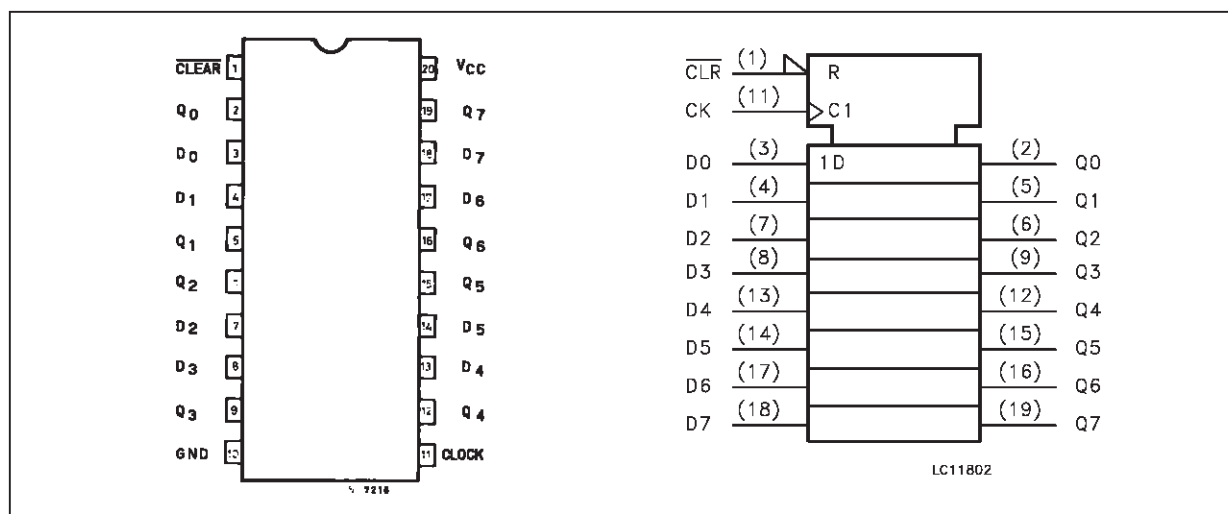 C̅L̅E̅A̅R̅ 1 20 VCC
Q0 2 19 Q7
D0 3 18 D7
D1 4 17 D6
Q1 5 16 Q6
Q2 15 Q5
D2 7 14 D5
D3 8 13 D4
Q3 9 12 Q4
GND 10 11 CLOCK
7216
C̅L̅R̅ (1) R
CK (11) C1
D0 (3) 1D (2) Q0
D1 (4) (5) Q1
D2 (7) (6) Q2
D3 (8) (9) Q3
D4 (13) (12) Q4
D5 (14) (15) Q5
D6 (17) (16) Q6
D7 (18) (19) Q7
LC11802